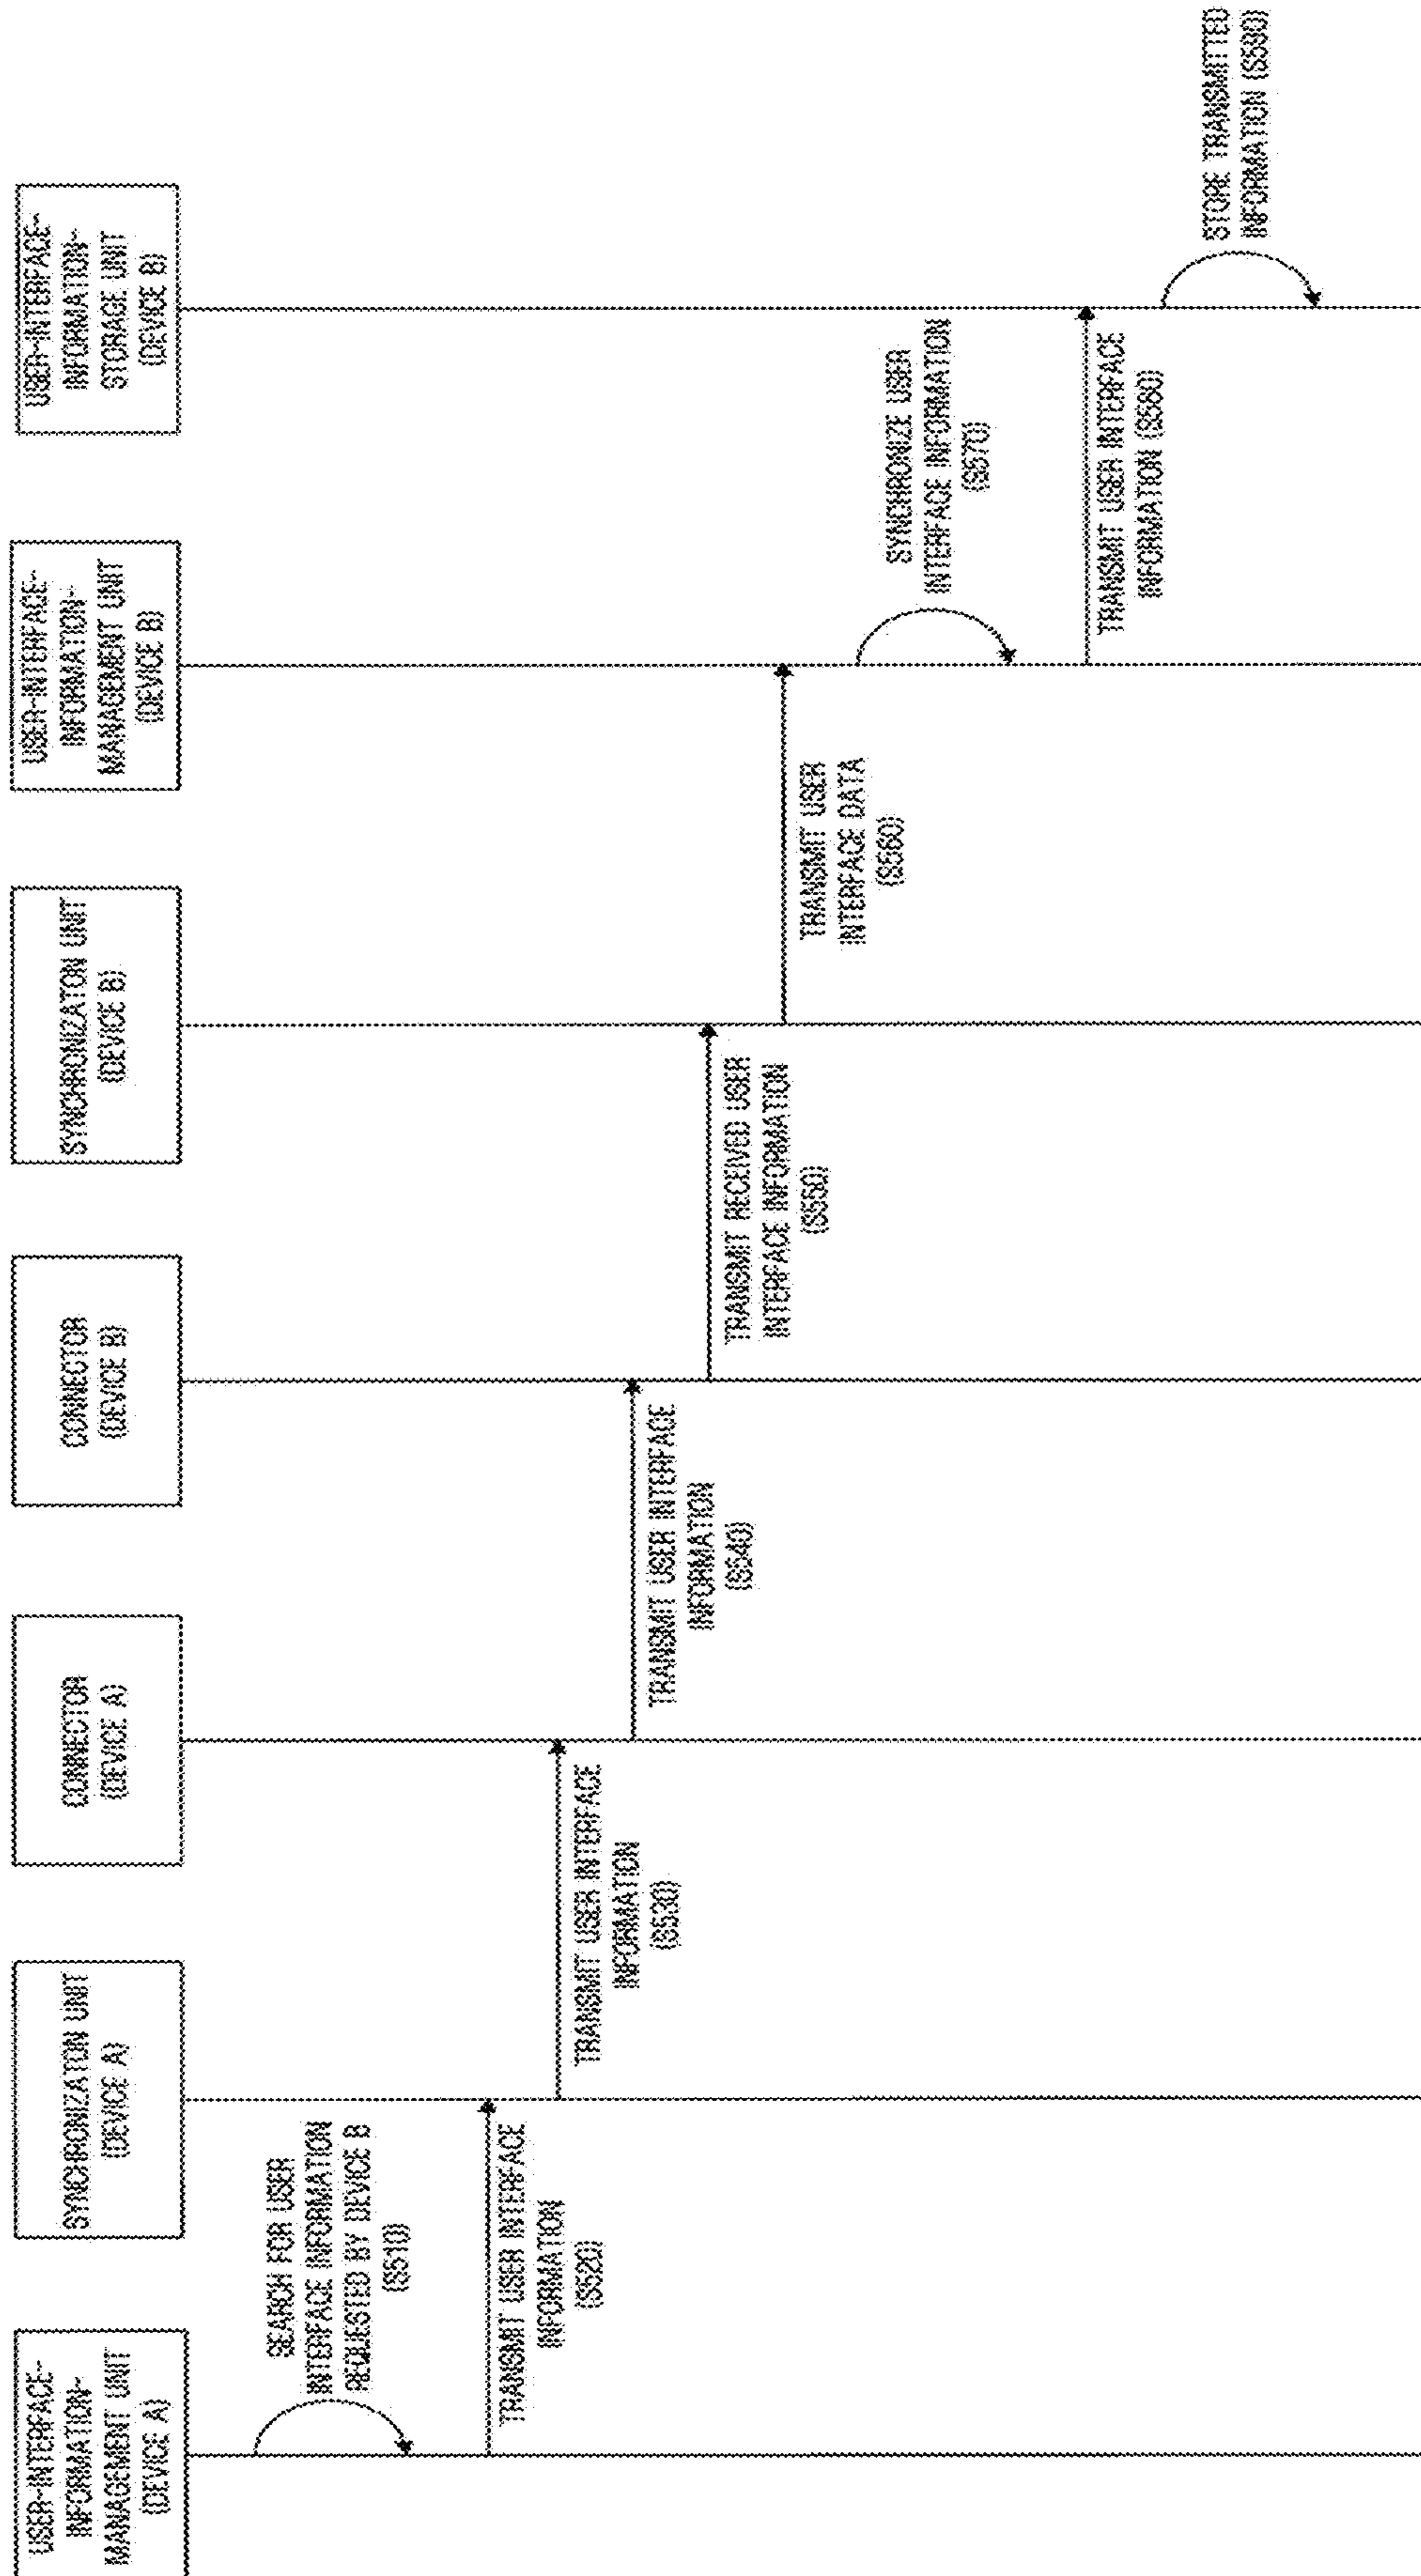 USER-INTERFACE-
INFORMATION-
MANAGEMENT UNIT
(DEVICE A)
SYNCHRONIZATON UNIT
(DEVICE A)
CONNECTOR
(DEVICE A)
CONNECTOR
(DEVICE B)
SYNCHRONIZATON UNIT
(DEVICE B)
USER-INTERFACE-
INFORMATION-
MANAGEMENT UNIT
(DEVICE B)
USER-INTERFACE-
INFORMATION-
STORAGE UNIT
(DEVICE B)
SEARCH FOR USER
INTERFACE INFORMATION
REQUESTED BY DEVICE B
(S510)
TRANSMIT USER INTERFACE
INFORMATION
(S520)
TRANSMIT USER INTERFACE
INFORMATION
(S530)
TRANSMIT USER INTERFACE
INFORMATION
(S540)
TRANSMIT RECEIVED USER
INTERFACE INFORMATION
(S550)
TRANSMIT USER
INTERFACE DATA
(S560)
SYNCHRONIZE USER
INTERFACE INFORMATION
(S570)
TRANSMIT USER INTERFACE
INFORMATION (S580)
STORE TRANSMITTED
INFORMATION (S590)